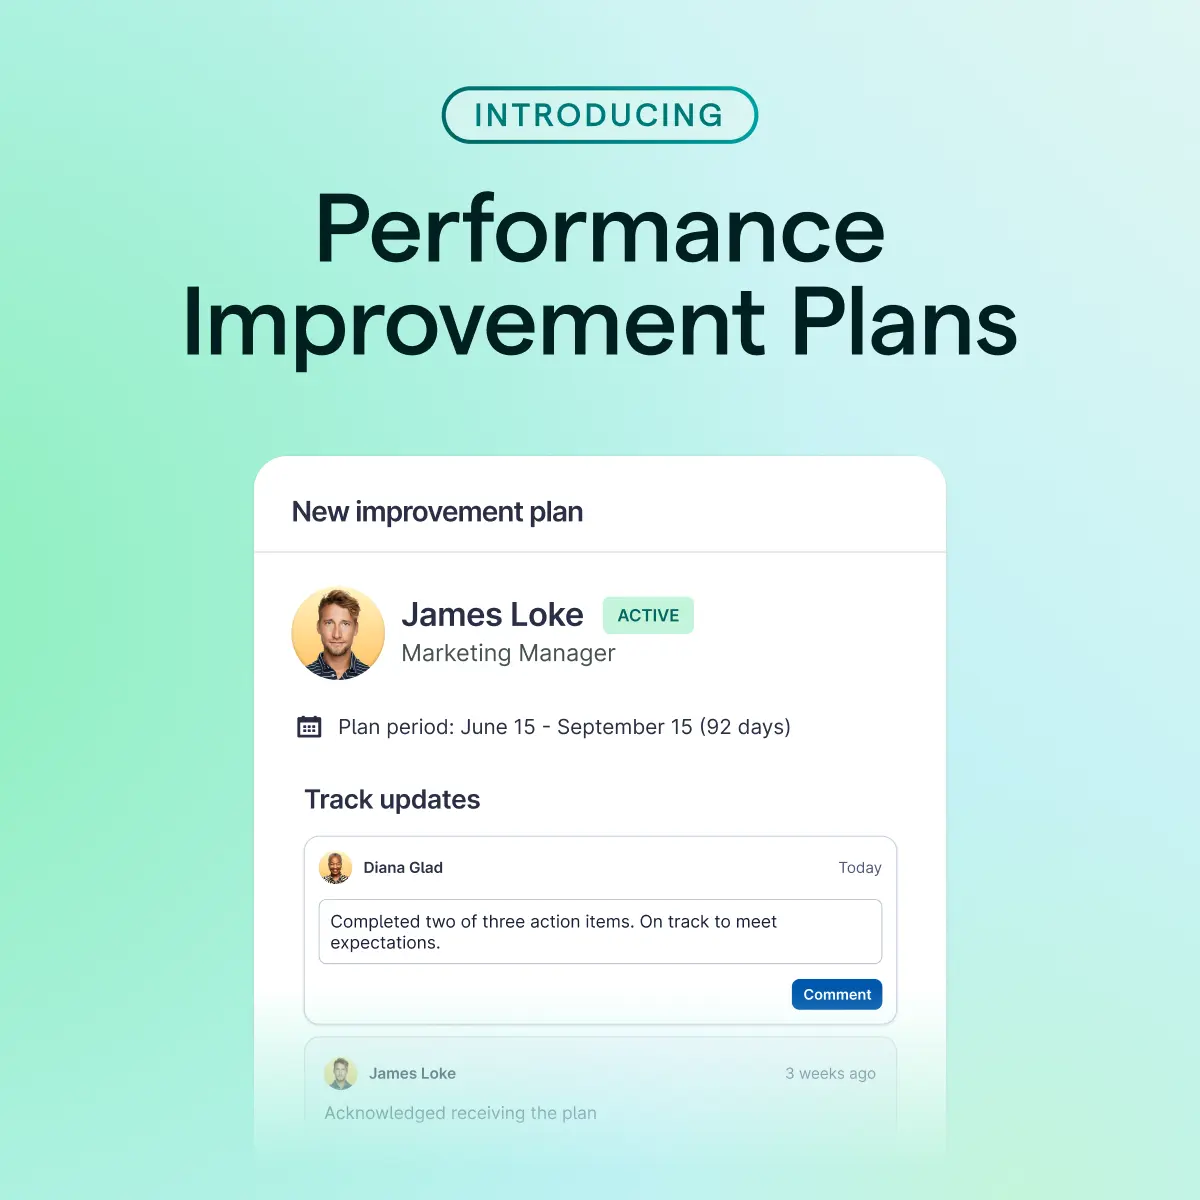 INTRODUCING
Performance
Improvement Plans
New improvement plan
James Loke ACTIVE
Marketing Manager
Plan period: June 15 - September 15 (92 days)
Track updates
Diana Glad Today
Completed two of three action items. On track to meet
expectations.
Comment
James Loke 3 weeks ago
Acknowledged receiving the plan